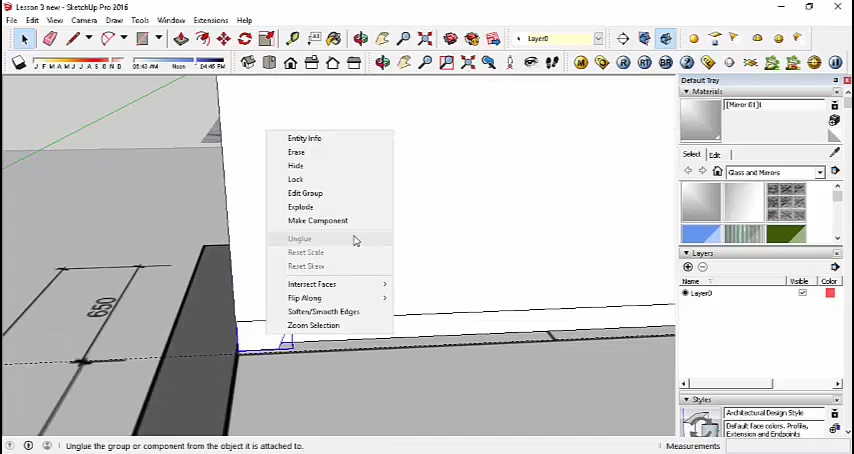 Lesson 3 new - SketchUp Pro 2016
File Edit View Camera Draw Tools Window Extensions Help
Layer0
J F M A M J J A S O N D 06:43 AM Noon 04:45 PM
Default Tray
Materials
[Mirror 01]1
Select Edit
Glass and Mirrors
Entity Info
Erase
Hide
Lock
Edit Group
Explode
Make Component
Unglue
Reset Scale
Reset Skew
Intersect Faces
Flip Along
Soften/Smooth Edges
Zoom Selection
650
Layers
Name Visible Color
Layer0
Styles
Architectural Design Style
Default face colors. Profile,
Extension and Endpoints
Unglue the group or component from the object it is attached to.
Measurements